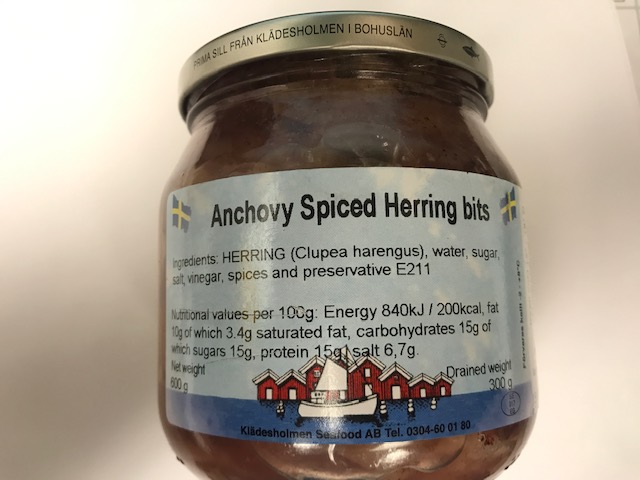 PRIMA SILL FRÅN KLÄDESHOLMEN I BOHUSLÄN
Anchovy Spiced Herring bits
Ingredients: HERRING (Clupea harengus), water, sugar,
salt, vinegar, spices and preservative E211
Nutritional values per 100g: Energy 840kJ / 200kcal, fat
10g of which 3.4g saturated fat, carbohydrates 15g of
which sugars 15g, protein 15g, salt 6,7g.
Net weight
600 g
Drained weight
300 g
Klädesholmen Seafood AB Tel. 0304-60 01 80